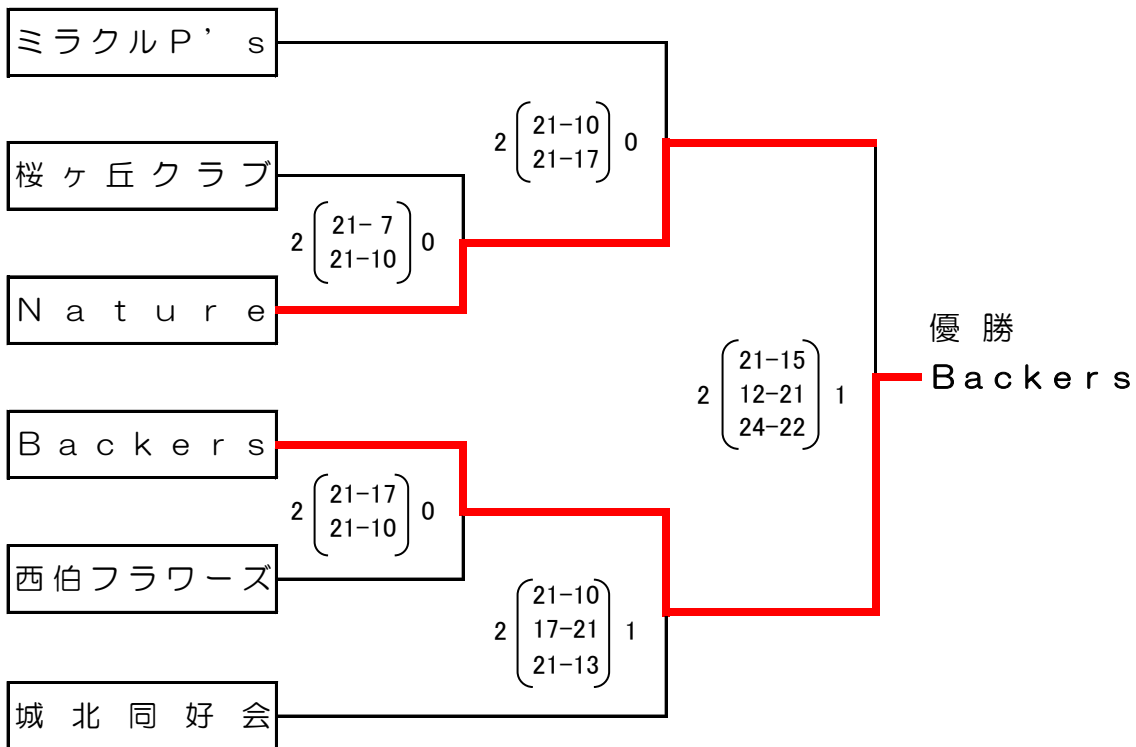 ミラクルP’s
2 21-10 0
21-17
桜ヶ丘クラブ
2 21- 7 0
21-10
Nature
優勝
Backers
2 21-15 1
12-21
24-22
Backers
2 21-17 0
21-10
西伯フラワーズ
2 21-10 1
17-21
21-13
城北同好会